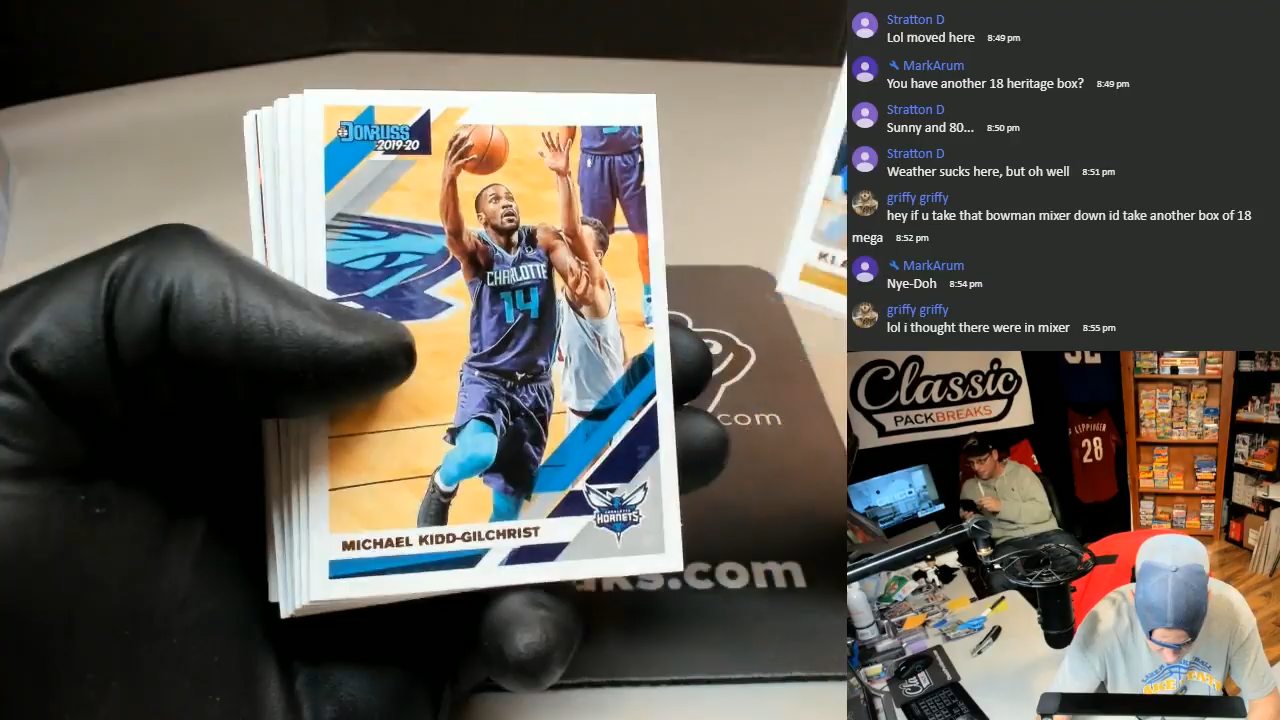 DONRUSS
2019-20
CHARLOTTE
14
CHARLOTTE
HORNETS
MICHAEL KIDD-GILCHRIST
.com
ks.com
Stratton D
Lol moved here 8:49 pm
MarkArum
You have another 18 heritage box? 8:49 pm
Stratton D
Sunny and 80... 8:50 pm
Stratton D
Weather sucks here, but oh well 8:51 pm
griffy griffy
hey if u take that bowman mixer down id take another box of 18
mega 8:52 pm
MarkArum
Nye-Doh 8:54 pm
griffy griffy
lol i thought there were in mixer 8:55 pm
Classic
PACKBREAKS
LEPPINGER
28